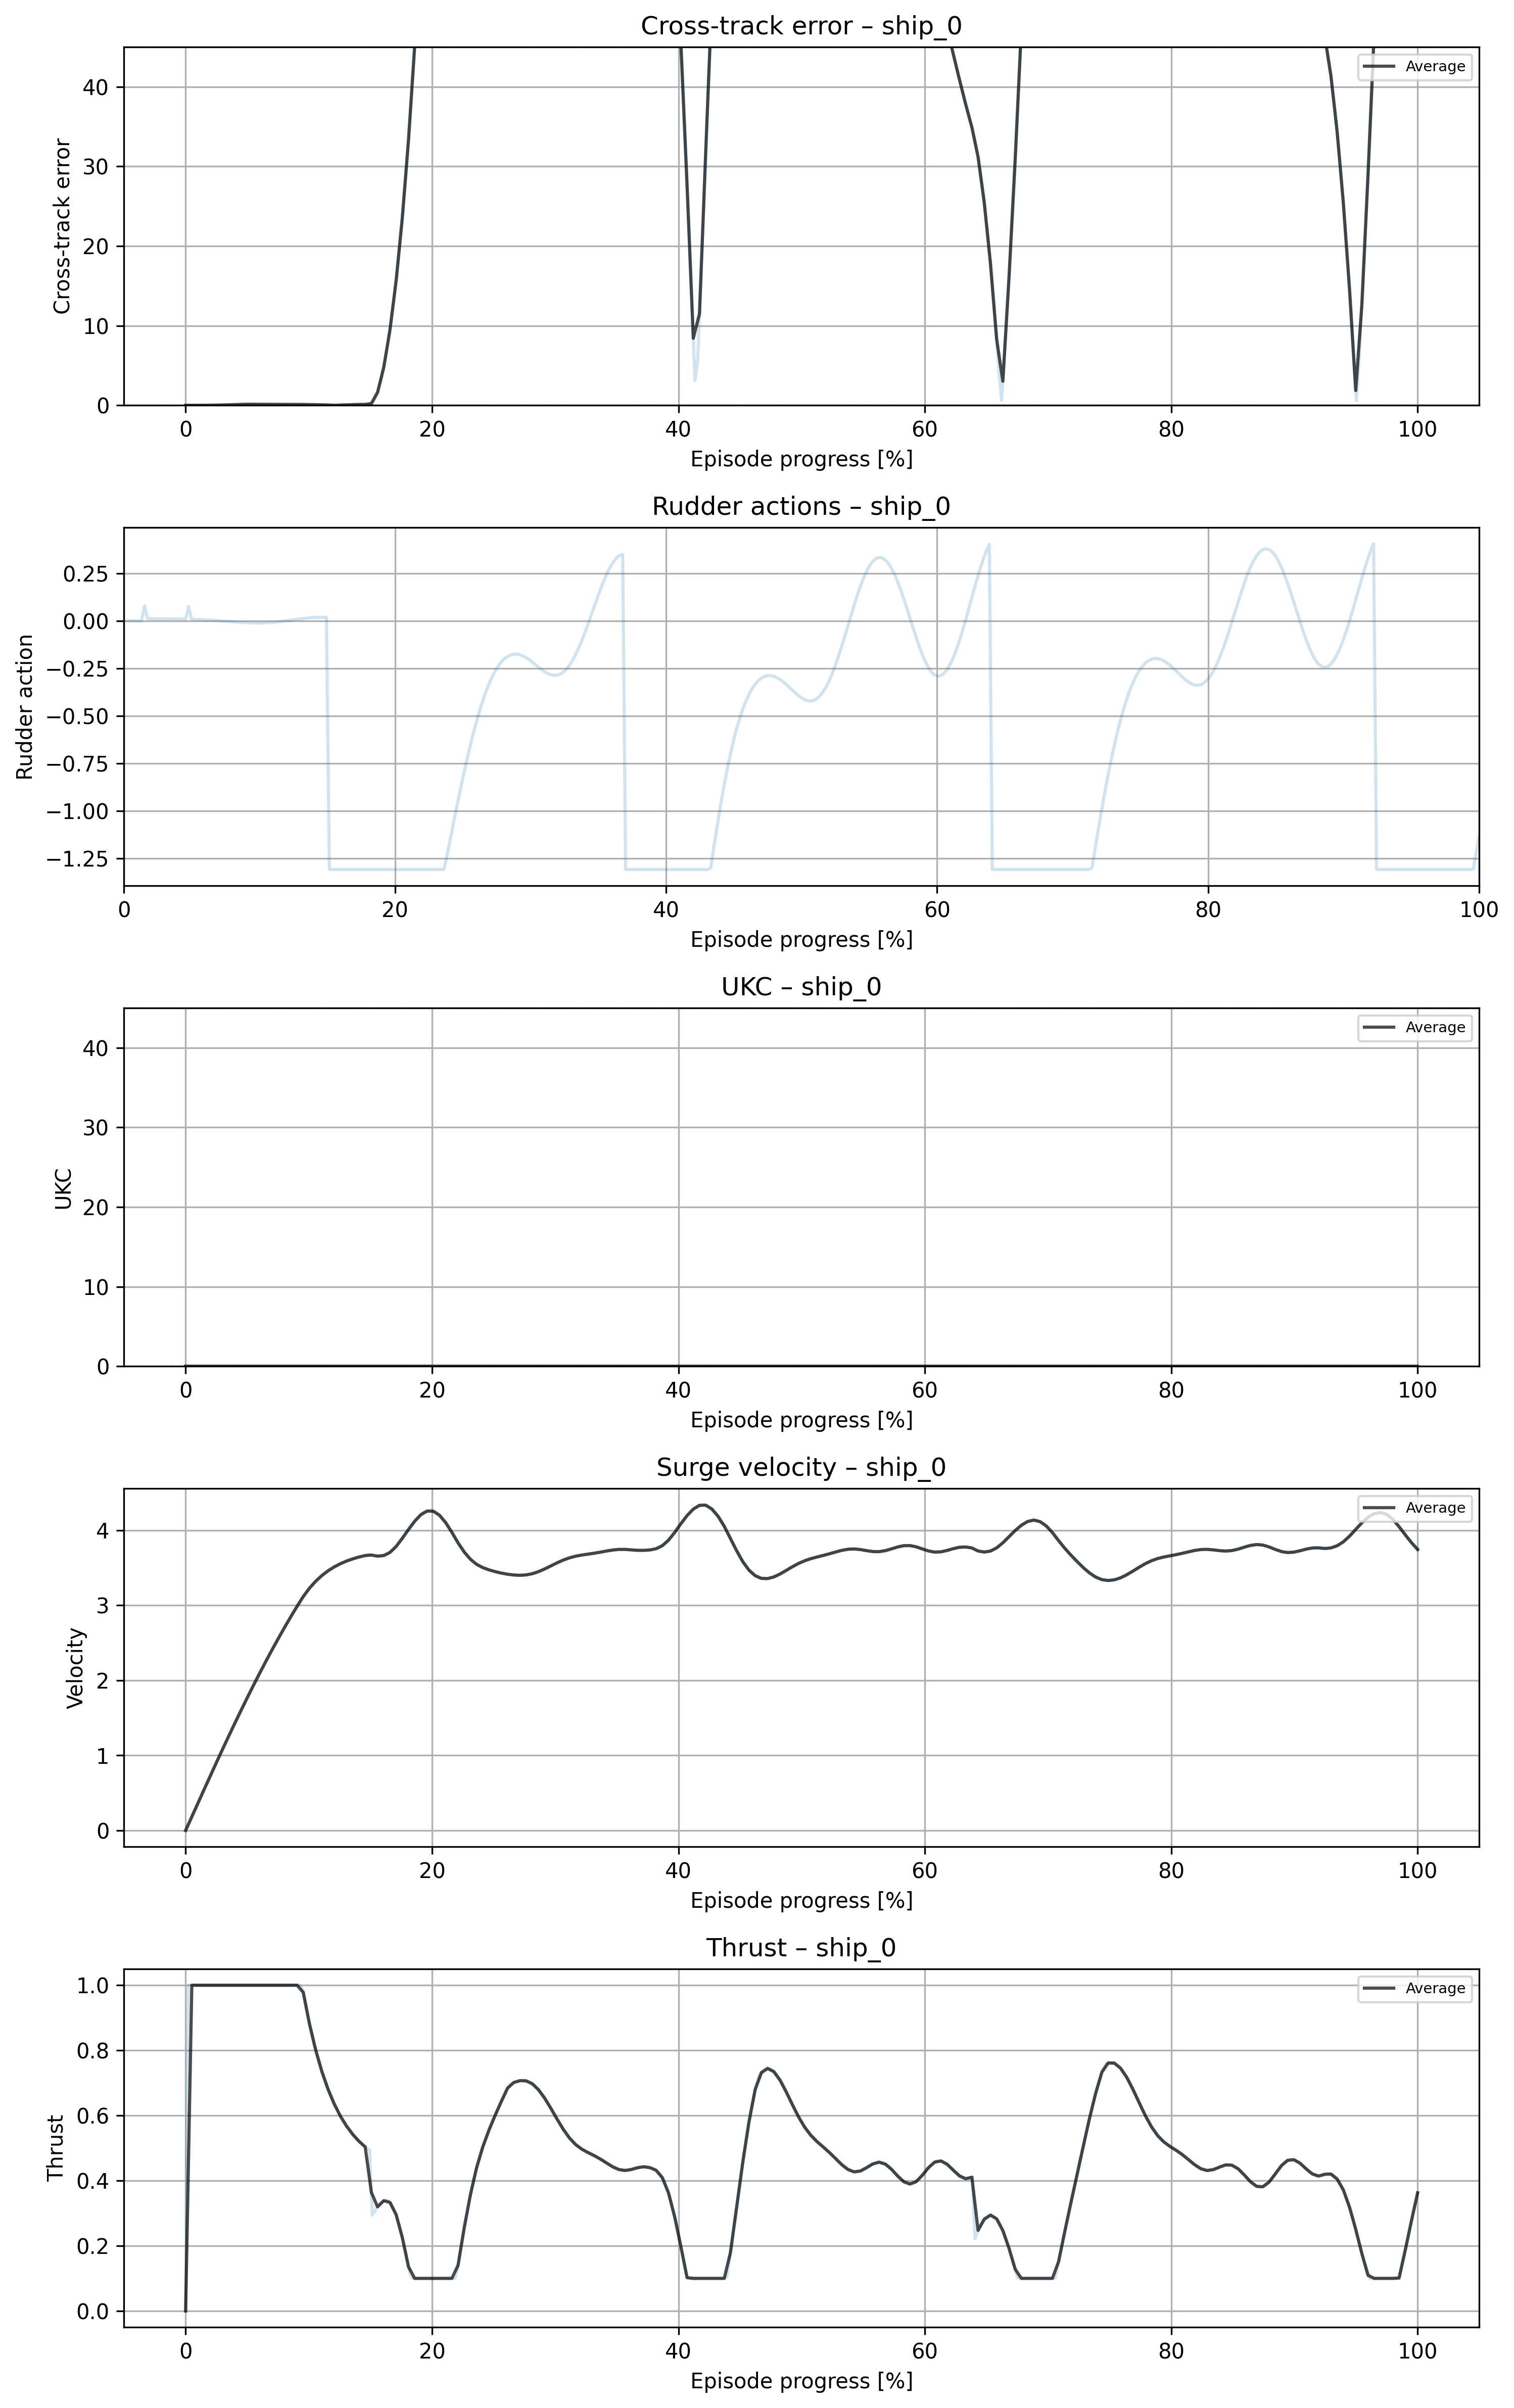 Cross-track error – ship_0
Cross-track error
40
30
20
10
0
Average
0 20 40 60 80 100
Episode progress [%]
Rudder actions – ship_0
Rudder action
0.25
0.00
−0.25
−0.50
−0.75
−1.00
−1.25
0 20 40 60 80 100
Episode progress [%]
UKC – ship_0
UKC
40
30
20
10
0
Average
0 20 40 60 80 100
Episode progress [%]
Surge velocity – ship_0
Velocity
4
3
2
1
0
Average
0 20 40 60 80 100
Episode progress [%]
Thrust – ship_0
Thrust
1.0
0.8
0.6
0.4
0.2
0.0
Average
0 20 40 60 80 100
Episode progress [%]